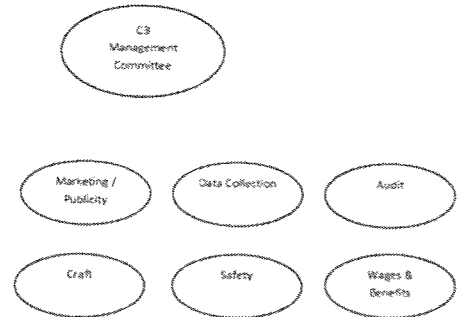 C3
Management
Committee
Marketing /
Publicity
Data Collection
Audit
Craft
Safety
Wages &
Benefits